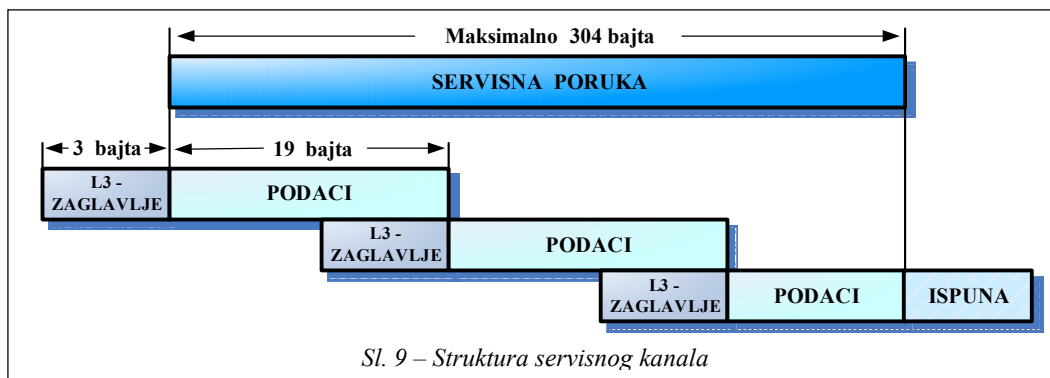 Maksimalno 304 bajta
SERVISNA PORUKA
3 bajta
19 bajta
L3 -
ZAGLAVLJE
PODACI
L3 -
ZAGLAVLJE
PODACI
L3 -
ZAGLAVLJE
PODACI
ISPUNA
Sl. 9 – Struktura servisnog kanala